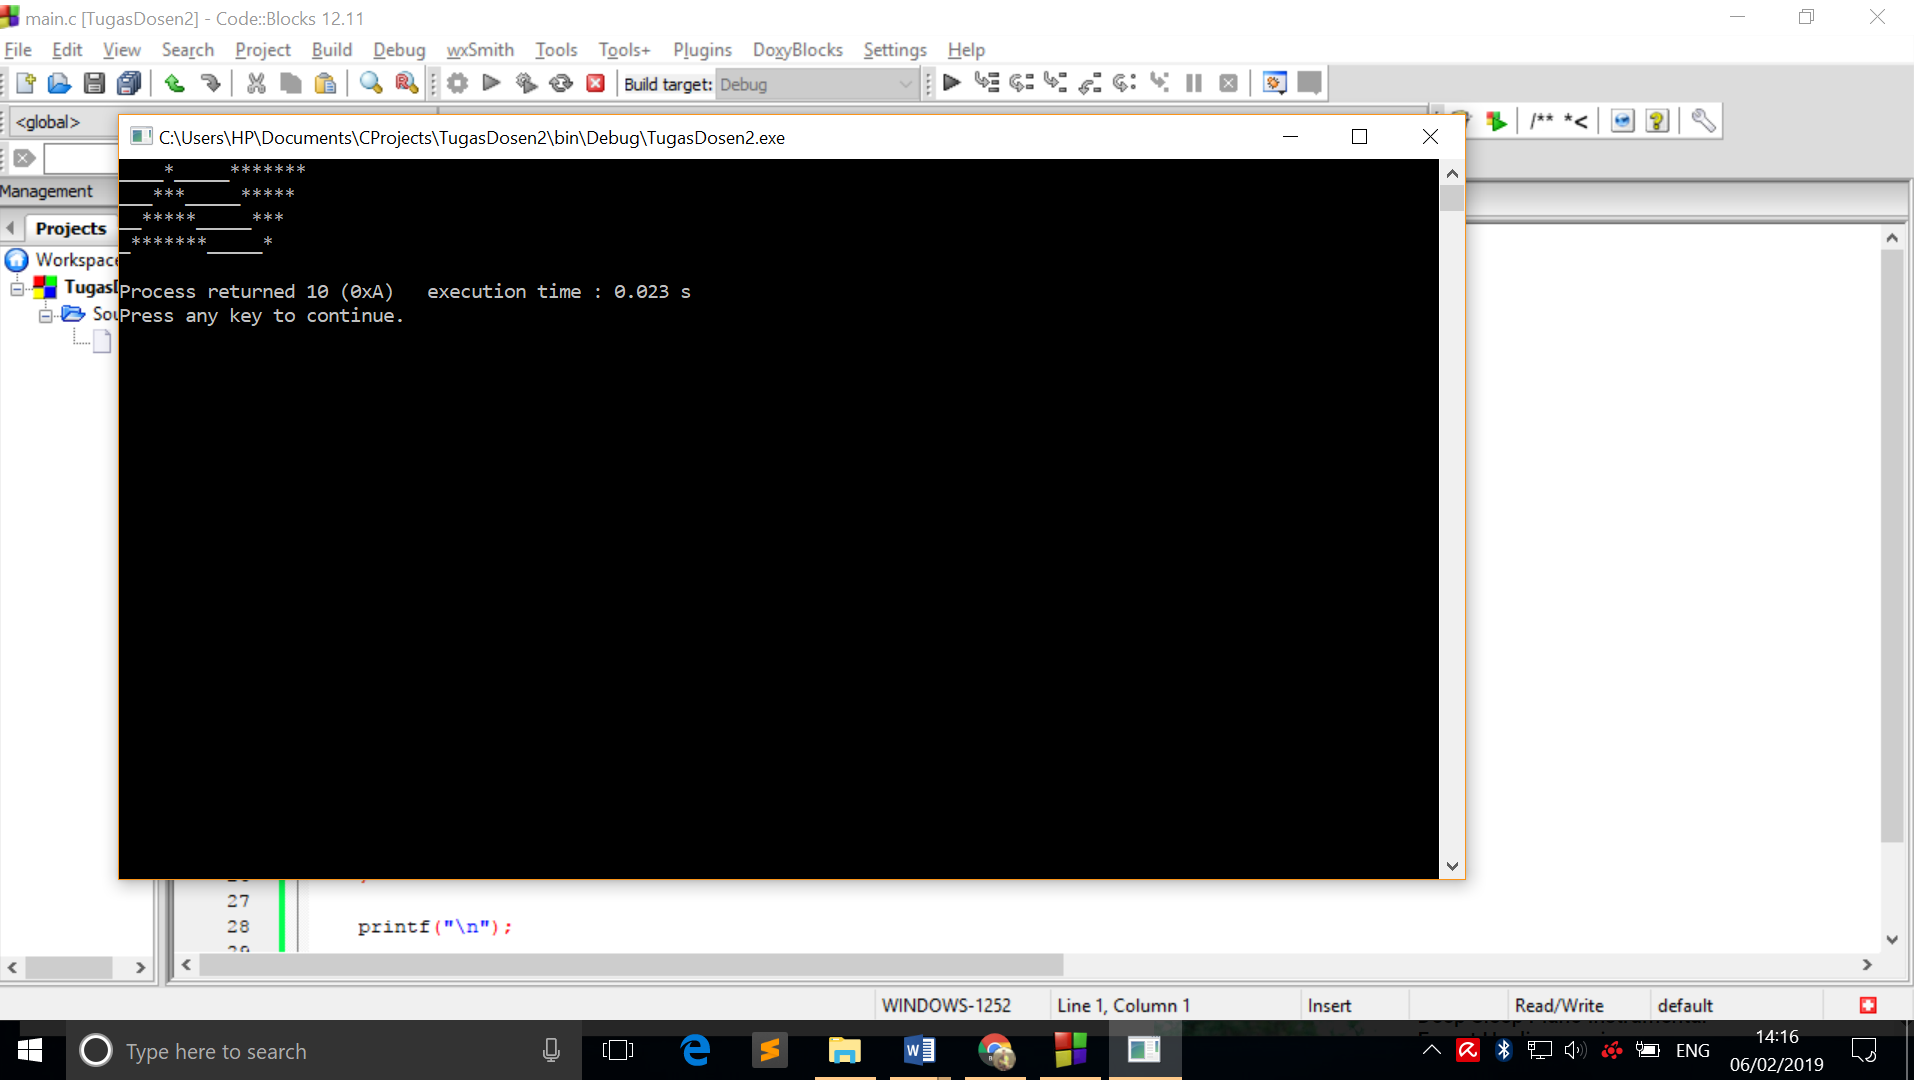 main.c [TugasDosen2] - Code::Blocks 12.11
File Edit View Search Project Build Debug wxSmith Tools Tools+ Plugins DoxyBlocks Settings Help
Build target: Debug
<global>
/** *<
C:\Users\HP\Documents\CProjects\TugasDosen2\bin\Debug\TugasDosen2.exe
____*_____*******
___***_____*****
__*****_____***
_*******_____*
Process returned 10 (0xA)   execution time : 0.023 s
Press any key to continue.
Management
Projects
Workspace
Tugas
Sou
27
28 printf("\n");
29
WINDOWS-1252 Line 1, Column 1 Insert Read/Write default
Type here to search
ENG
14:16
06/02/2019